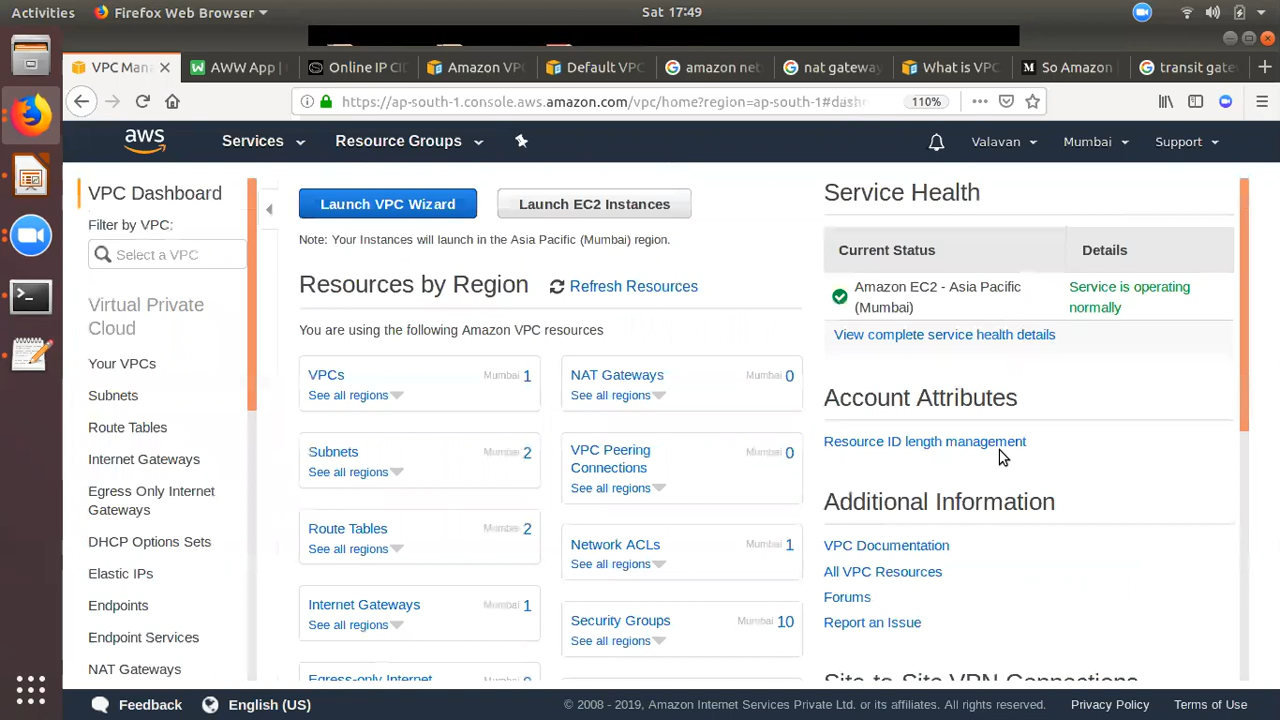 Activities
Firefox Web Browser
Sat 17:49
VPC Man
AWW App |
Online IP CI
Amazon VP
Default VPC
amazon net
nat gateway
What is VPC
So Amazon
transit gate
https://ap-south-1.console.aws.amazon.com/vpc/home?region=ap-south-1#dash
110%
aws
Services
Resource Groups
Valavan
Mumbai
Support
VPC Dashboard
Filter by VPC:
Select a VPC
Virtual Private
Cloud
Your VPCs
Subnets
Route Tables
Internet Gateways
Egress Only Internet
Gateways
DHCP Options Sets
Elastic IPs
Endpoints
Endpoint Services
NAT Gateways
Launch VPC Wizard
Launch EC2 Instances
Note: Your Instances will launch in the Asia Pacific (Mumbai) region.
Resources by Region
Refresh Resources
You are using the following Amazon VPC resources
VPCs
Mumbai 1
See all regions
NAT Gateways
Mumbai 0
See all regions
Subnets
Mumbai 2
See all regions
VPC Peering
Connections
Mumbai 0
See all regions
Route Tables
Mumbai 2
See all regions
Network ACLs
Mumbai 1
See all regions
Internet Gateways
Mumbai 1
See all regions
Security Groups
Mumbai 10
See all regions
Egress-only Internet
Service Health
Current Status
Details
Amazon EC2 - Asia Pacific
(Mumbai)
Service is operating
normally
View complete service health details
Account Attributes
Resource ID length management
Additional Information
VPC Documentation
All VPC Resources
Forums
Report an Issue
Site-to-Site VPN Connections
Feedback
English (US)
© 2008 - 2019, Amazon Internet Services Private Ltd. or its affiliates. All rights reserved.
Privacy Policy
Terms of Use